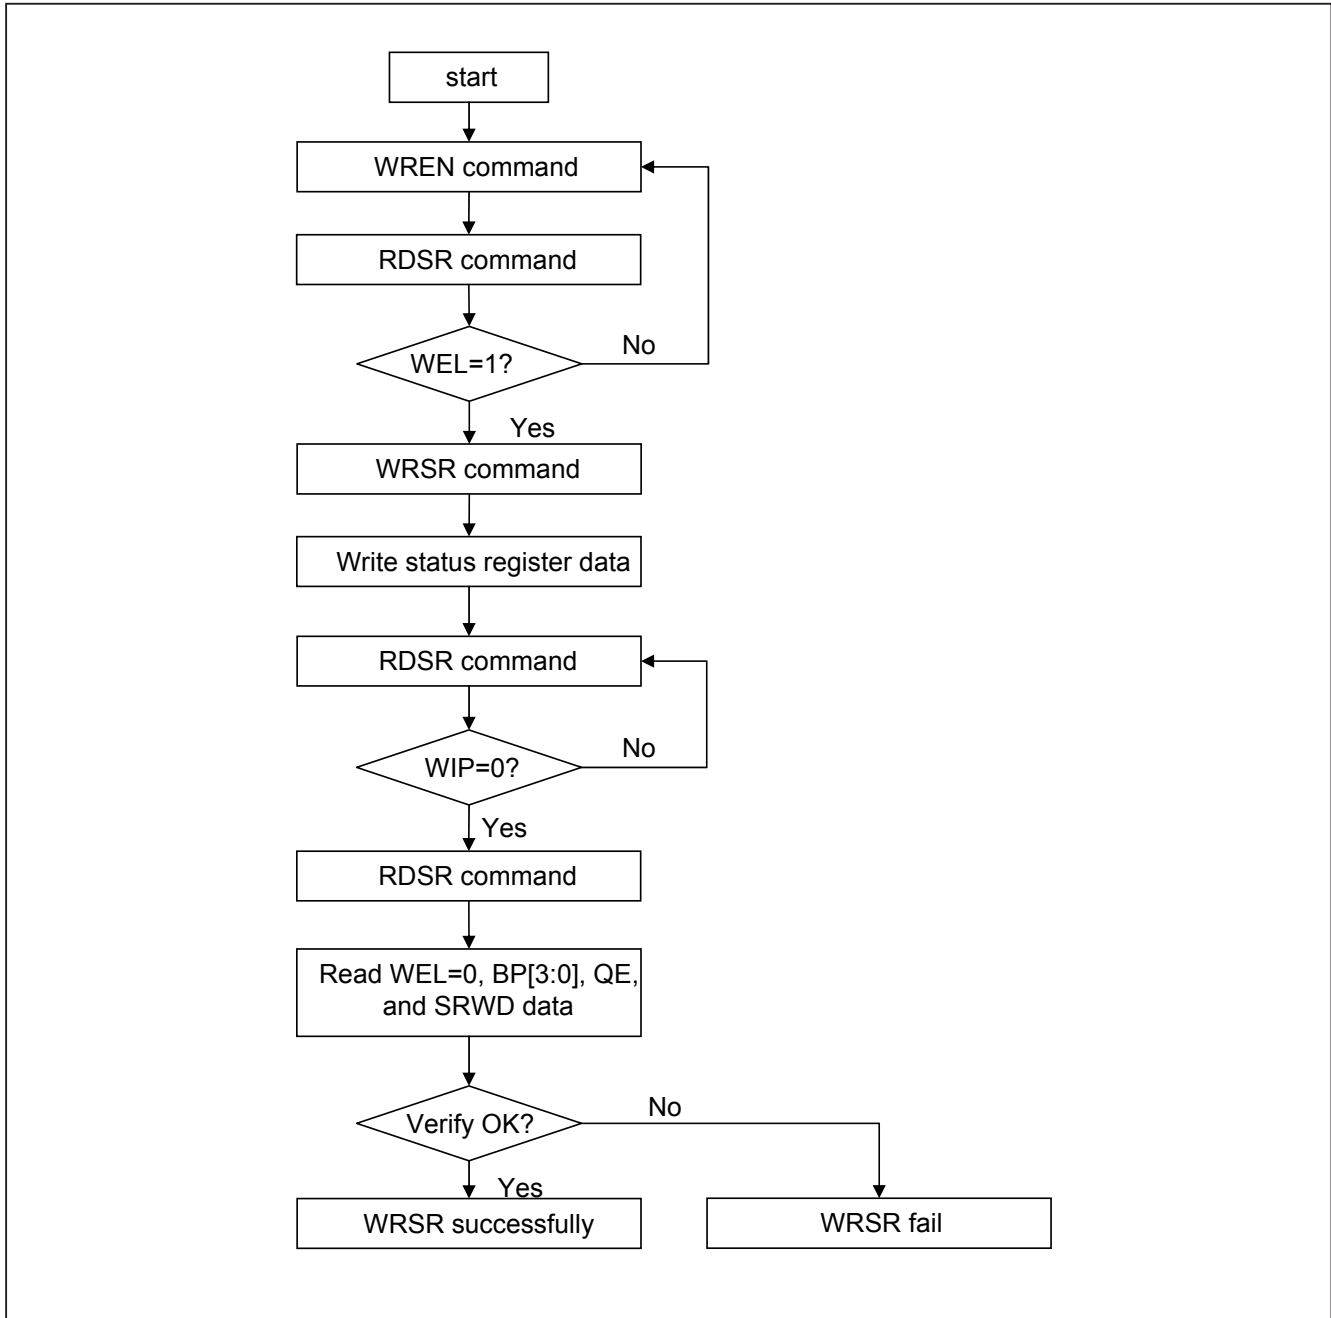 start
WREN command
RDSR command
WEL=1?
No
Yes
WRSR command
Write status register data
RDSR command
WIP=0?
No
Yes
RDSR command
Read WEL=0, BP[3:0], QE,
and SRWD data
Verify OK?
No
Yes
WRSR successfully
WRSR fail